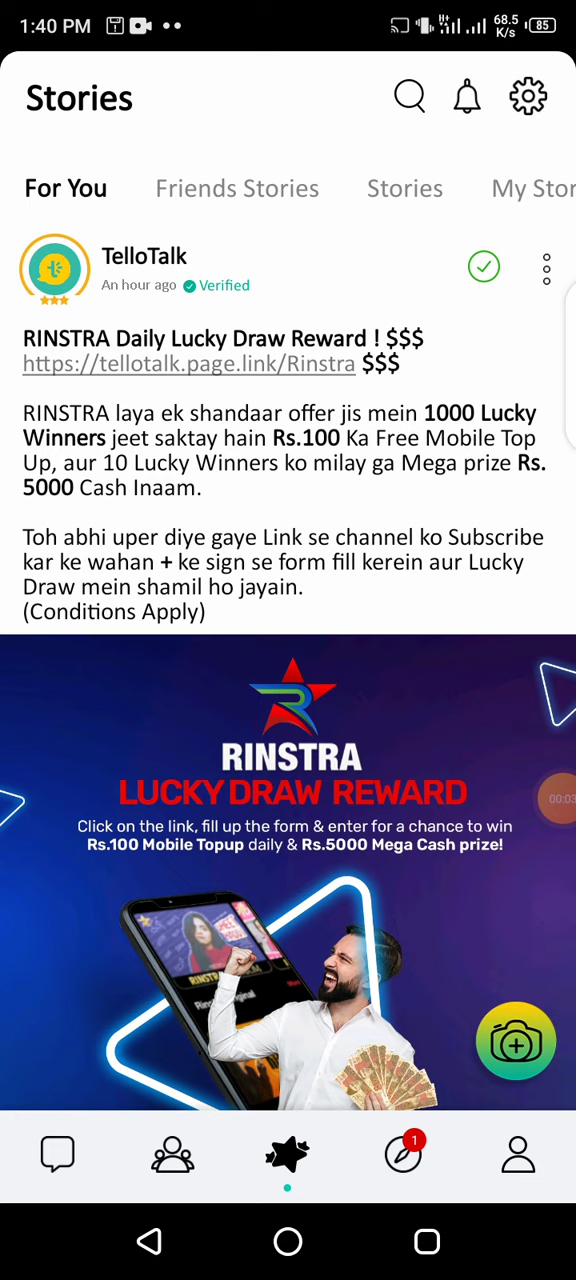 1:40 PM
68.5
K/s
85
Stories
For You Friends Stories Stories My Stor
TelloTalk
An hour ago Verified
RINSTRA Daily Lucky Draw Reward ! $$$
https://tellotalk.page.link/Rinstra $$$
RINSTRA laya ek shandaar offer jis mein 1000 Lucky
Winners jeet saktay hain Rs.100 Ka Free Mobile Top
Up, aur 10 Lucky Winners ko milay ga Mega prize Rs.
5000 Cash Inaam.
Toh abhi uper diye gaye Link se channel ko Subscribe
kar ke wahan + ke sign se form fill kerein aur Lucky
Draw mein shamil ho jayain.
(Conditions Apply)
RINSTRA
LUCKY DRAW REWARD
00:03
Click on the link, fill up the form & enter for a chance to win
Rs.100 Mobile Topup daily & Rs.5000 Mega Cash prize!
1